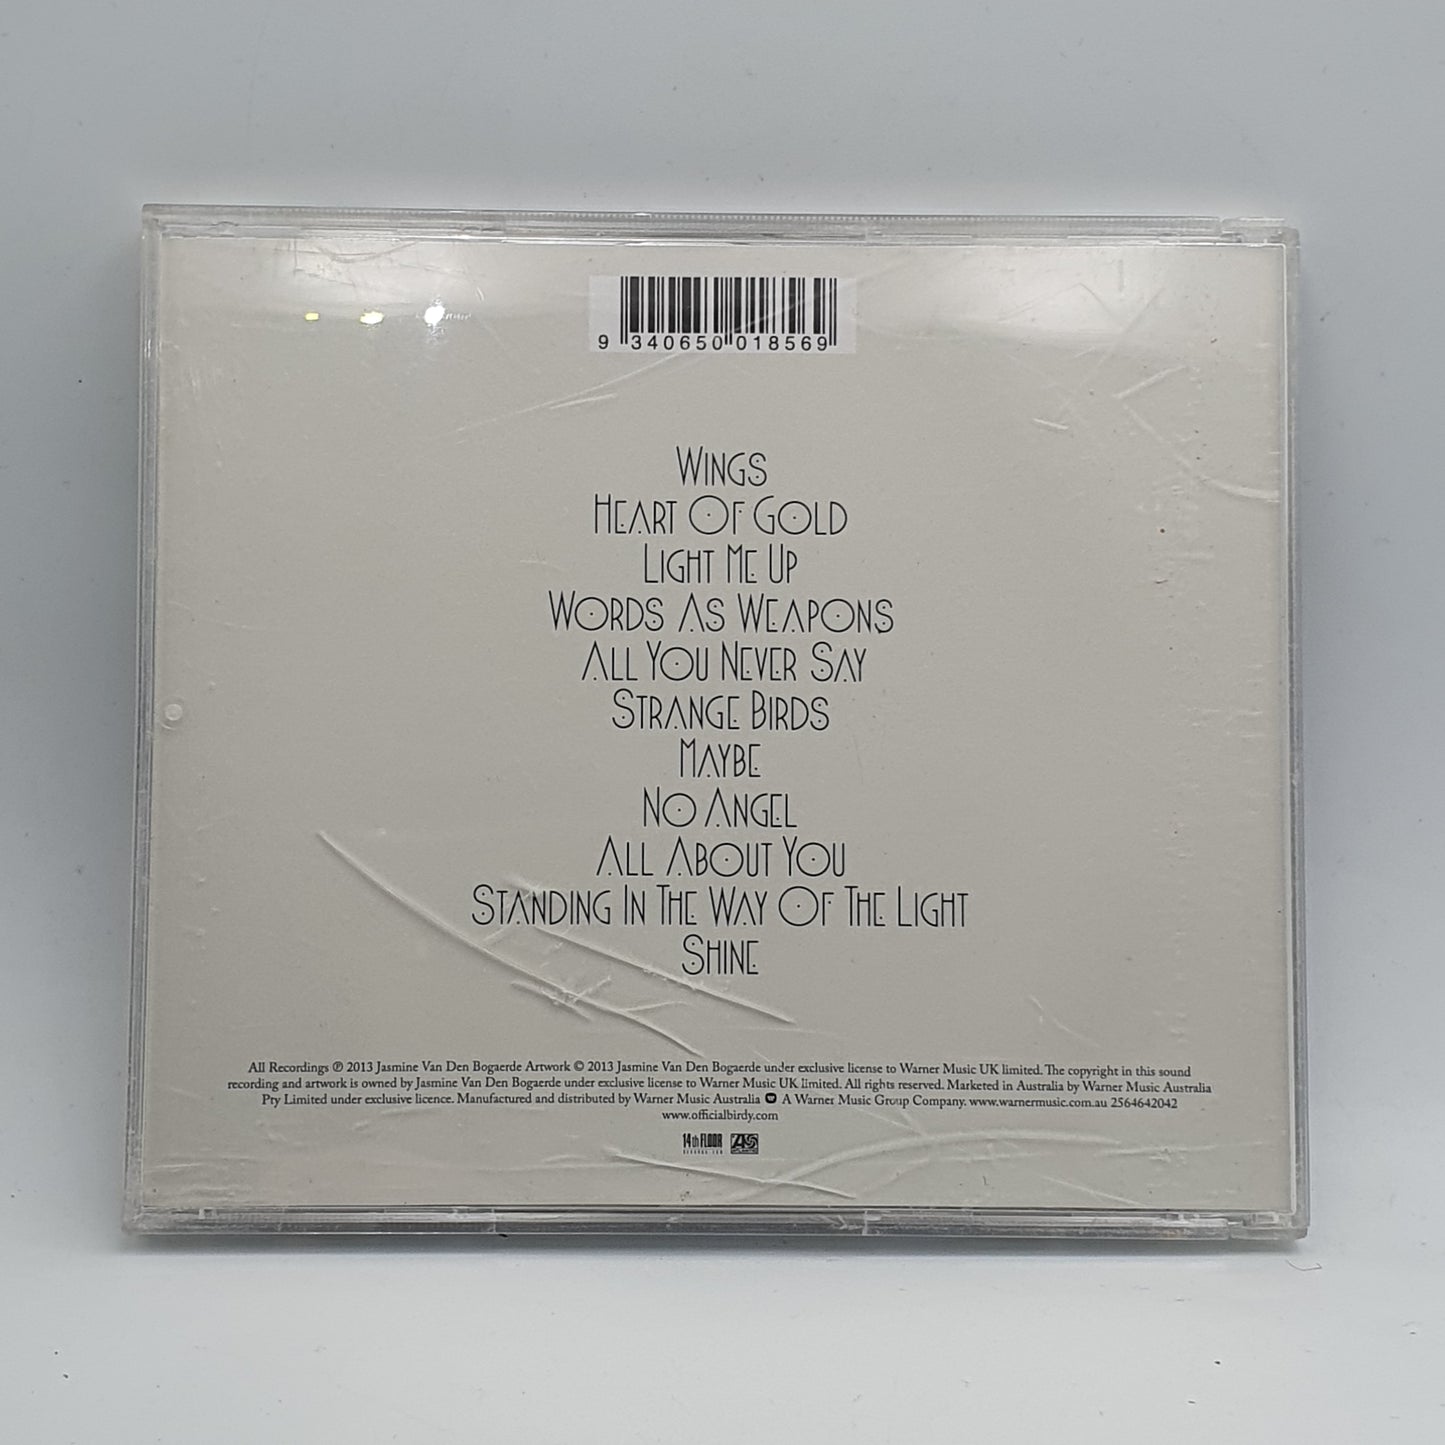 9 340650 018569
WINGS
HEART OF GOLD
LIGHT ME UP
WORDS AS WEAPONS
ALL YOU NEVER SAY
STRANGE BIRDS
MAYBE
NO ANGEL
ALL ABOUT YOU
STANDING IN THE WAY OF THE LIGHT
SHINE
All Recordings ℗ 2013 Jasmine Van Den Bogaerde Artwork © 2013 Jasmine Van Den Bogaerde under exclusive license to Warner Music UK limited. The copyright in this sound
recording and artwork is owned by Jasmine Van Den Bogaerde under exclusive license to Warner Music UK limited. All rights reserved. Marketed in Australia by Warner Music Australia
Pty Limited under exclusive licence. Manufactured and distributed by Warner Music Australia A Warner Music Group Company. www.warnermusic.com.au 2564642042
www.officialbirdy.com
14th FLOOR ATLANTIC
RECORDS.COM